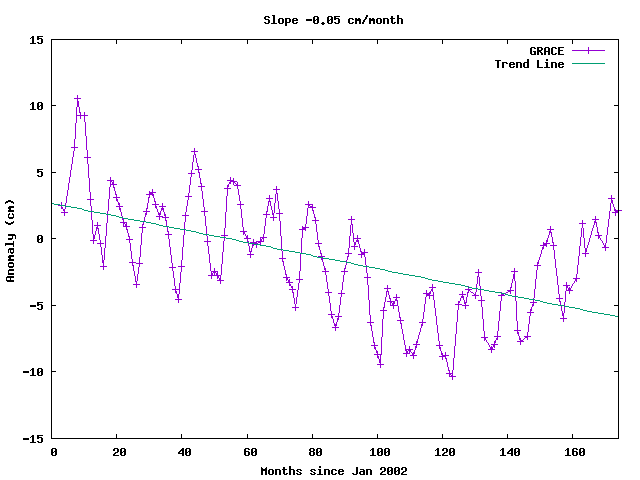 Slope -0.05 cm/month
GRACE
Trend Line
15
10
5
0
-5
-10
-15
Anomaly (cm)
0 20 40 60 80 100 120 140 160
Months since Jan 2002